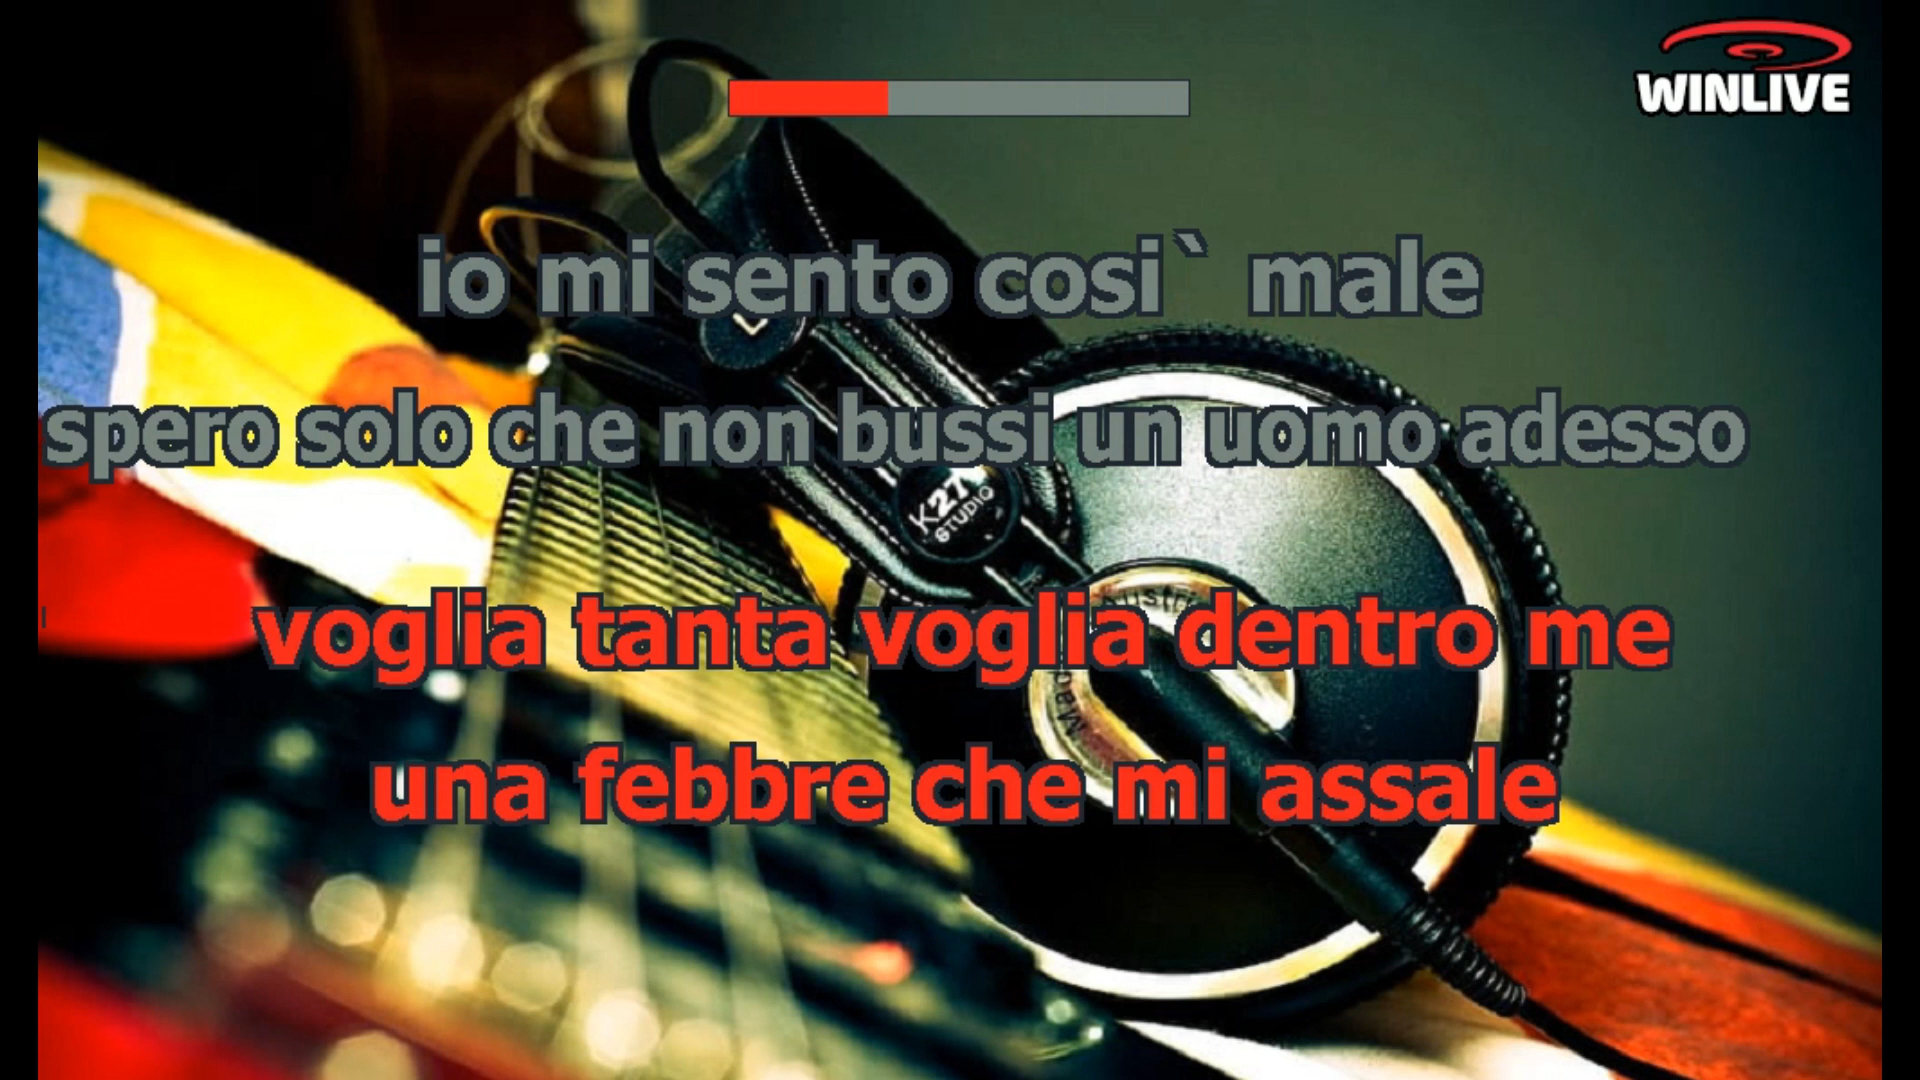 WINLIVE
io mi sento cosi` male
spero solo che non bussi un uomo adesso
K27
STUDIO
voglia tanta voglia dentro me
una febbre che mi assale